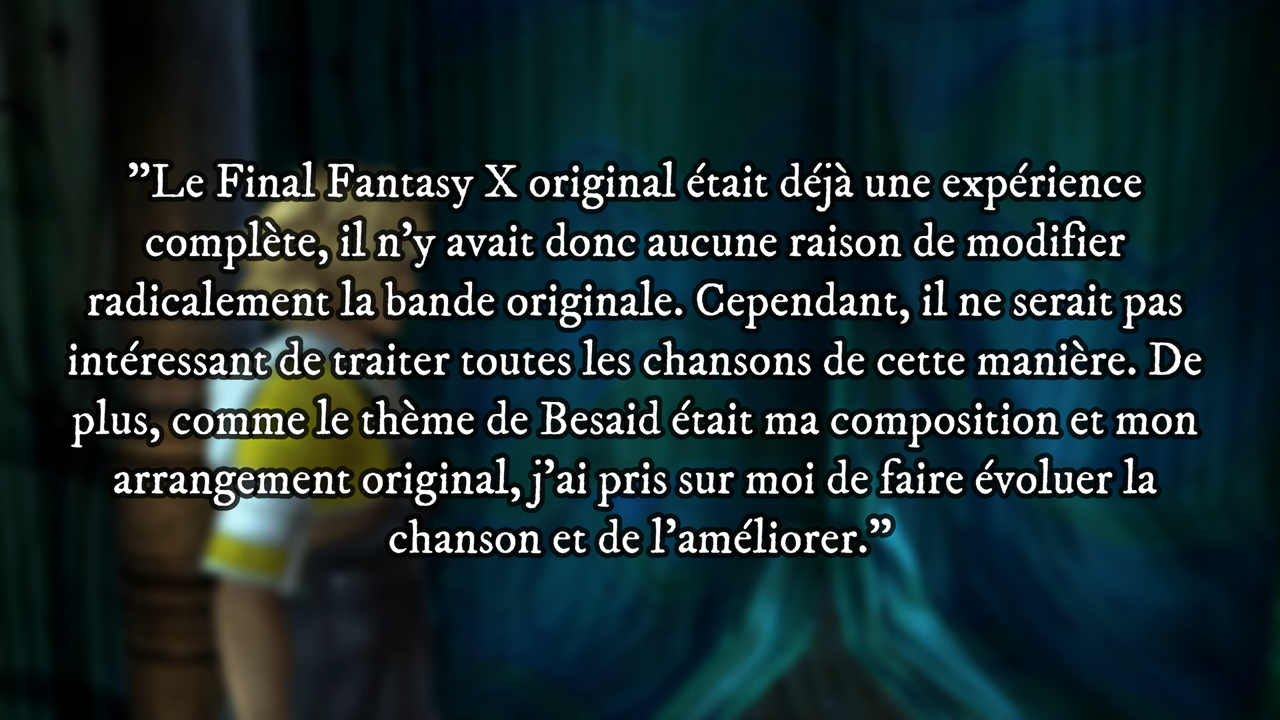 ”Le Final Fantasy X original était déjà une expérience
complète, il n’y avait donc aucune raison de modifier
radicalement la bande originale. Cependant, il ne serait pas
intéressant de traiter toutes les chansons de cette manière. De
plus, comme le thème de Besaid était ma composition et mon
arrangement original, j’ai pris sur moi de faire évoluer la
chanson et de l’améliorer.”